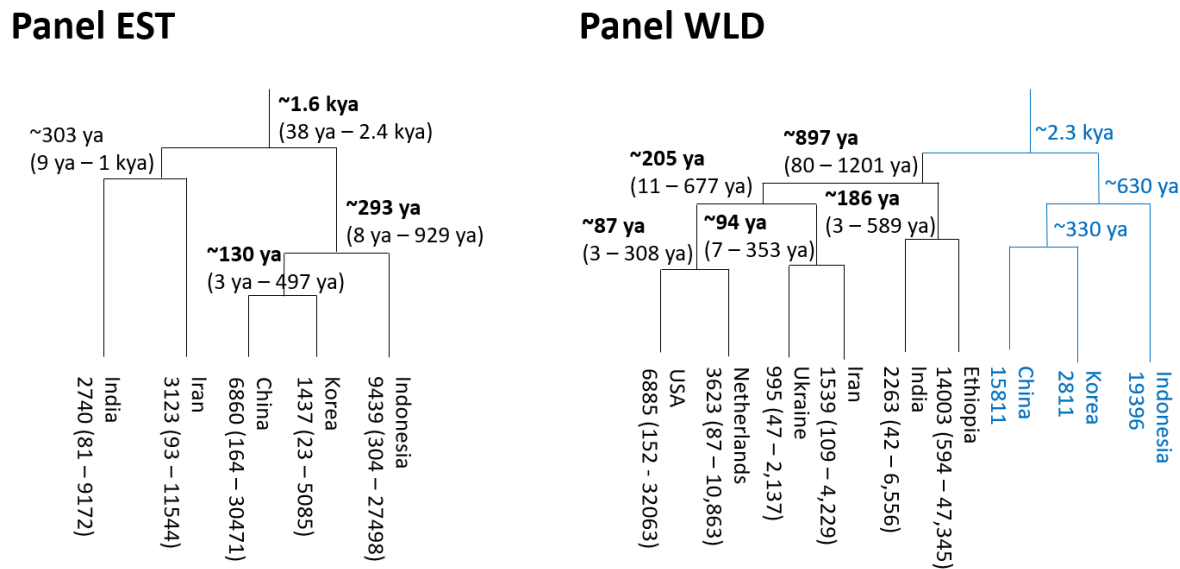 Panel EST
~1.6 kya
(38 ya – 2.4 kya)
~303 ya
(9 ya – 1 kya)
~293 ya
(8 ya – 929 ya)
~130 ya
(3 ya – 497 ya)
India
2740 (81 – 9172)
Iran
3123 (93 – 11544)
China
6860 (164 – 30471)
Korea
1437 (23 – 5085)
Indonesia
9439 (304 – 27498)
Panel WLD
~2.3 kya
~897 ya
(80 – 1201 ya)
~205 ya
(11 – 677 ya)
~630 ya
~186 ya
(3 – 589 ya)
~87 ya
(3 – 308 ya)
~94 ya
(7 – 353 ya)
~330 ya
USA
6885 (152 - 32063)
Netherlands
3623 (87 – 10,863)
Ukraine
995 (47 – 2,137)
Iran
1539 (109 – 4,229)
India
2263 (42 – 6,556)
Ethiopia
14003 (594 – 47,345)
China
15811
Korea
2811
Indonesia
19396